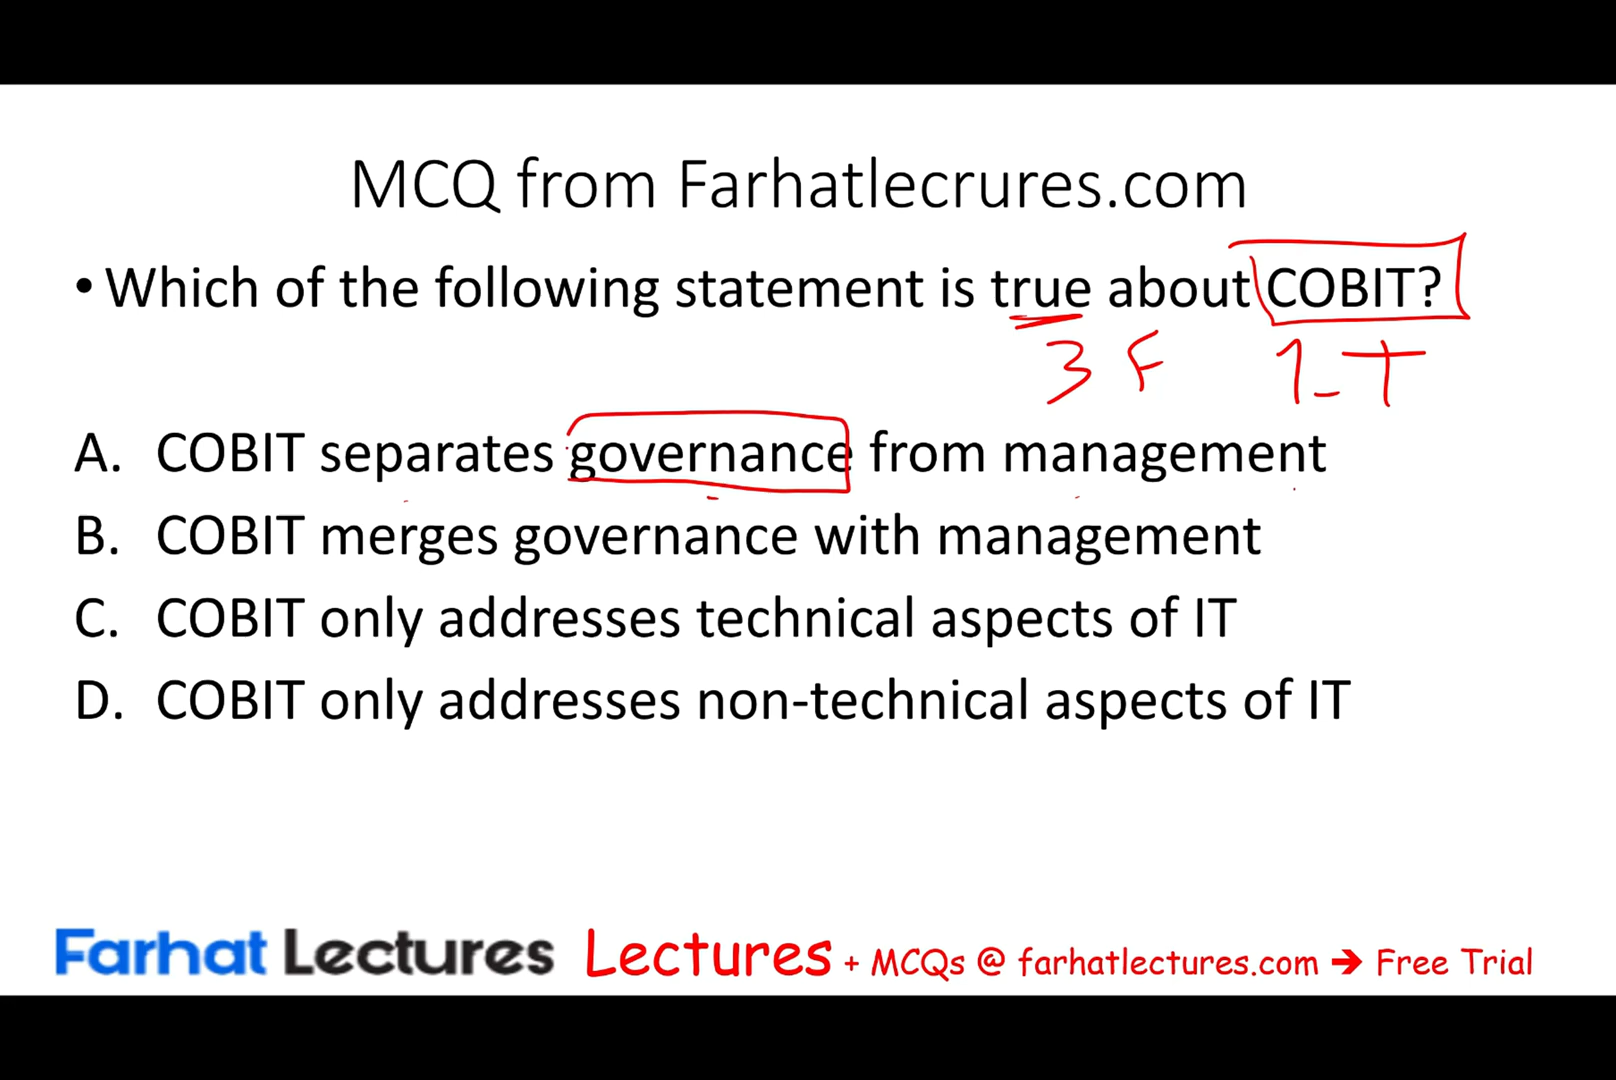 MCQ from Farhatlecrures.com
• Which of the following statement is true about COBIT?
3 F 1-T
A. COBIT separates governance from management
B. COBIT merges governance with management
C. COBIT only addresses technical aspects of IT
D. COBIT only addresses non-technical aspects of IT
Farhat Lectures Lectures + MCQs @ farhatlectures.com → Free Trial